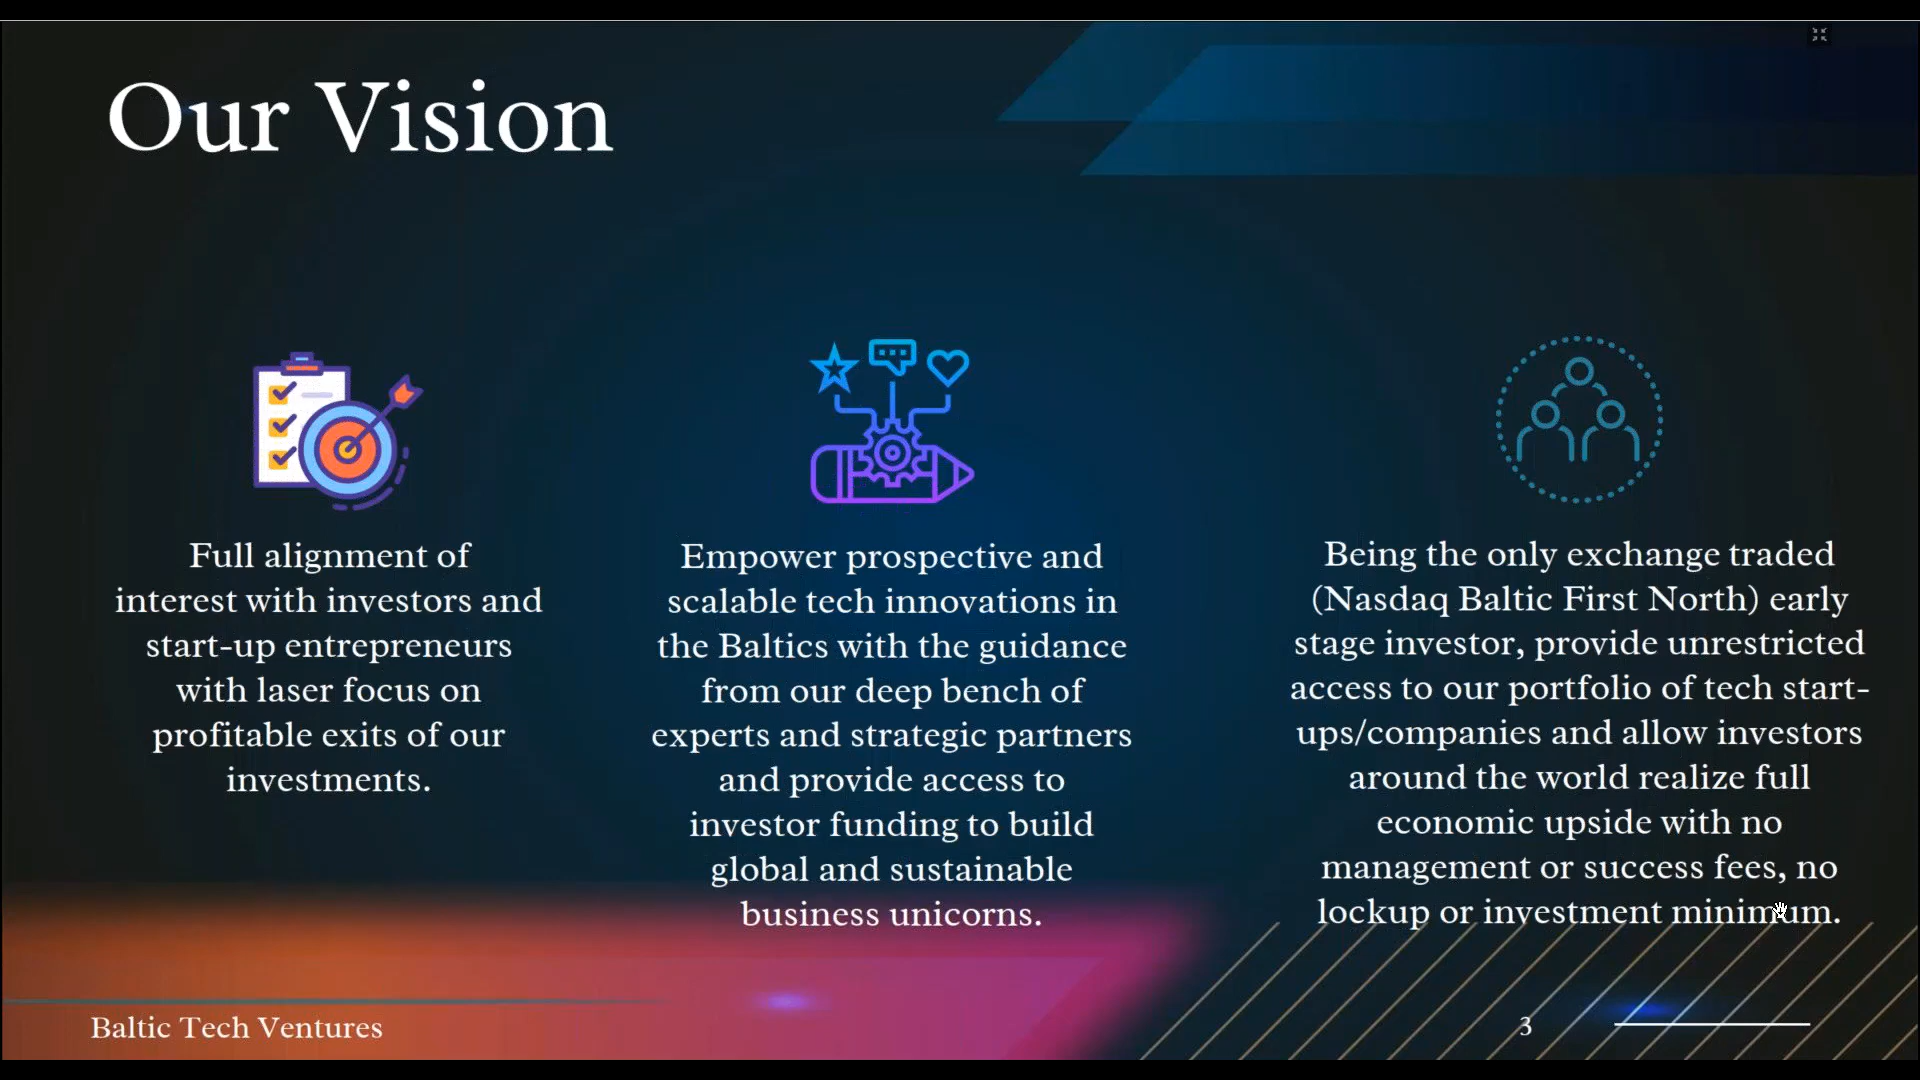 Our Vision
Full alignment of
interest with investors and
start-up entrepreneurs
with laser focus on
profitable exits of our
investments.
Empower prospective and
scalable tech innovations in
the Baltics with the guidance
from our deep bench of
experts and strategic partners
and provide access to
investor funding to build
global and sustainable
business unicorns.
Being the only exchange traded
(Nasdaq Baltic First North) early
stage investor, provide unrestricted
access to our portfolio of tech start-
ups/companies and allow investors
around the world realize full
economic upside with no
management or success fees, no
lockup or investment minimum.
Baltic Tech Ventures
3